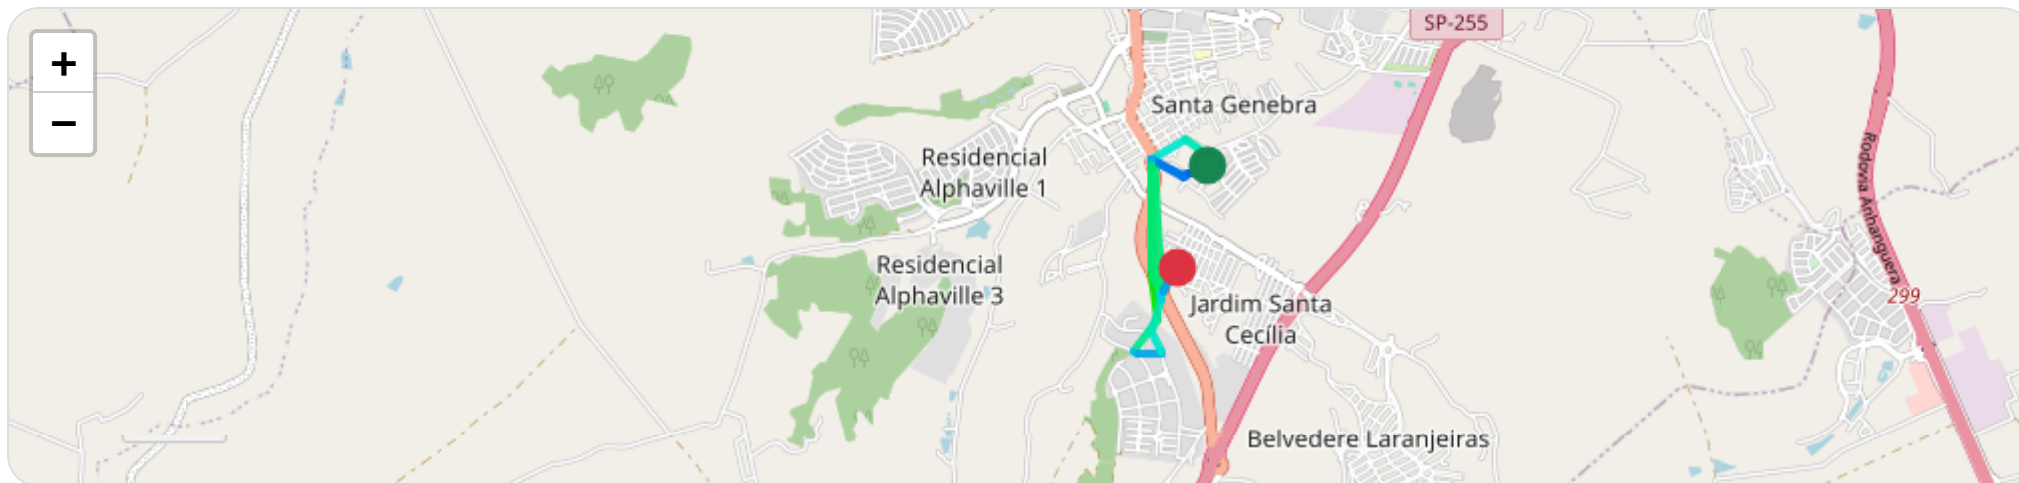 +
−
SP-255
Santa Genebra
Residencial
Alphaville 1
Residencial
Alphaville 3
Jardim Santa
Cecília
Rodovia Anhanguera
299
Belvedere Laranjeiras